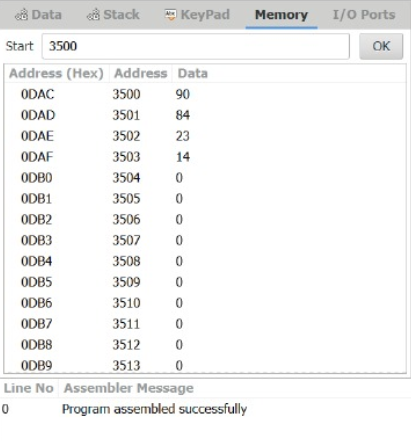 Data Stack KeyPad Memory I/O Ports
Start 3500 OK
Address (Hex) Address Data
0DAC 3500 90
0DAD 3501 84
0DAE 3502 23
0DAF 3503 14
0DB0 3504 0
0DB1 3505 0
0DB2 3506 0
0DB3 3507 0
0DB4 3508 0
0DB5 3509 0
0DB6 3510 0
0DB7 3511 0
0DB8 3512 0
0DB9 3513 0
Line No Assembler Message
0 Program assembled successfully